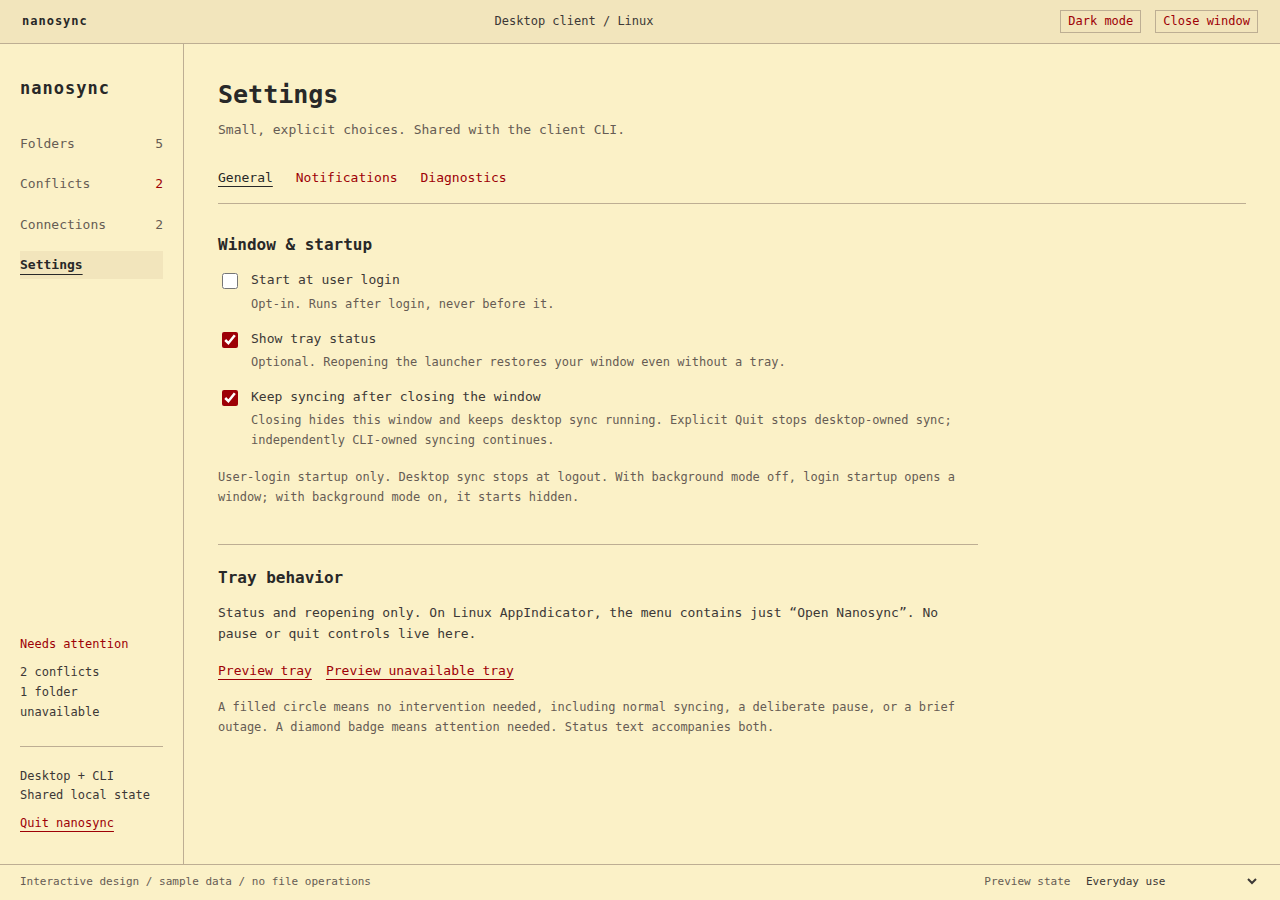 nanosync
Desktop client / Linux
Dark mode
Close window
nanosync
Folders 5
Conflicts 2
Connections 2
Settings
Needs attention
2 conflicts
1 folder
unavailable
Desktop + CLI
Shared local state
Quit nanosync
Settings
Small, explicit choices. Shared with the client CLI.
General Notifications Diagnostics
Window & startup
Start at user login
Opt-in. Runs after login, never before it.
Show tray status
Optional. Reopening the launcher restores your window even without a tray.
Keep syncing after closing the window
Closing hides this window and keeps desktop sync running. Explicit Quit stops desktop-owned sync;
independently CLI-owned syncing continues.
User-login startup only. Desktop sync stops at logout. With background mode off, login startup opens a
window; with background mode on, it starts hidden.
Tray behavior
Status and reopening only. On Linux AppIndicator, the menu contains just “Open Nanosync”. No
pause or quit controls live here.
Preview tray Preview unavailable tray
A filled circle means no intervention needed, including normal syncing, a deliberate pause, or a brief
outage. A diamond badge means attention needed. Status text accompanies both.
Interactive design / sample data / no file operations
Preview state Everyday use